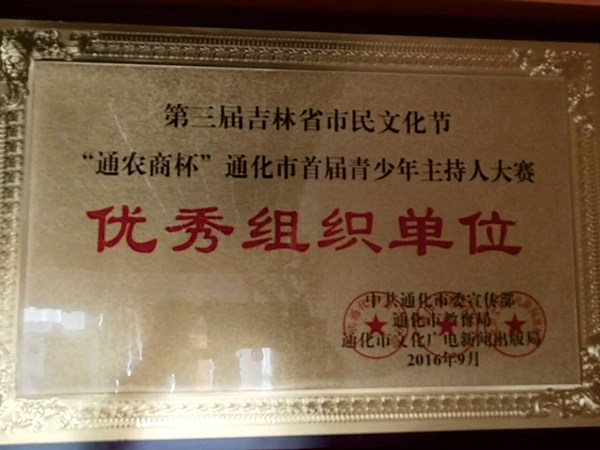 第三届吉林省市民文化节
“通农商杯”通化市首届青少年主持人大赛
优秀组织单位
中共通化市委宣传部
通化市教育局
通化市文化广电新闻出版局
2016年9月